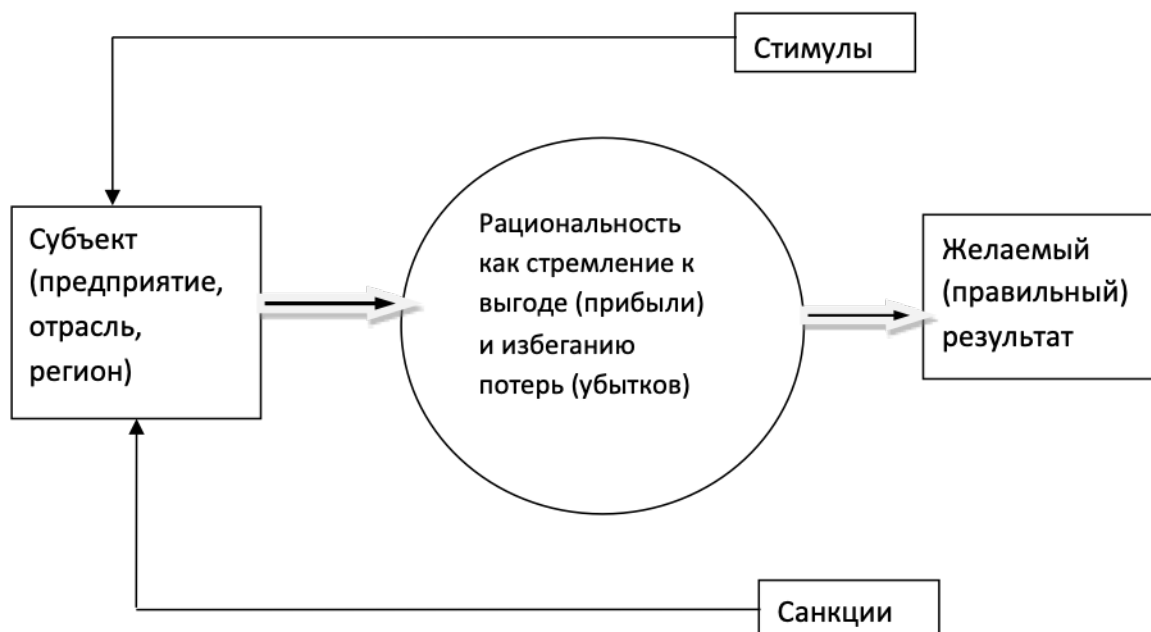 Стимулы
Субъект
(предприятие,
отрасль,
регион)
Рациональность
как стремление к
выгоде (прибыли)
и избеганию
потерь (убытков)
Желаемый
(правильный)
результат
Санкции